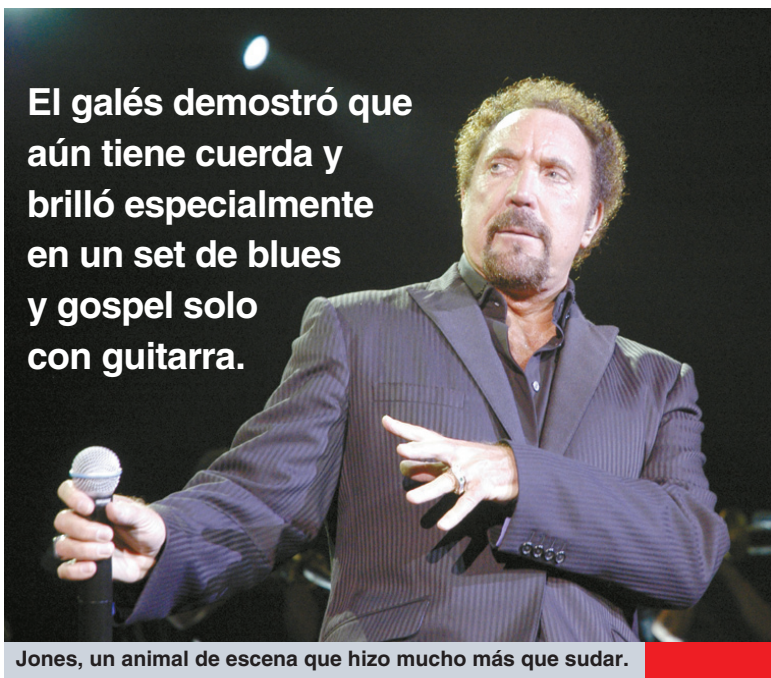 El galés demostró que
aún tiene cuerda y
brilló especialmente
en un set de blues
y gospel solo
con guitarra.
Jones, un animal de escena que hizo mucho más que sudar.